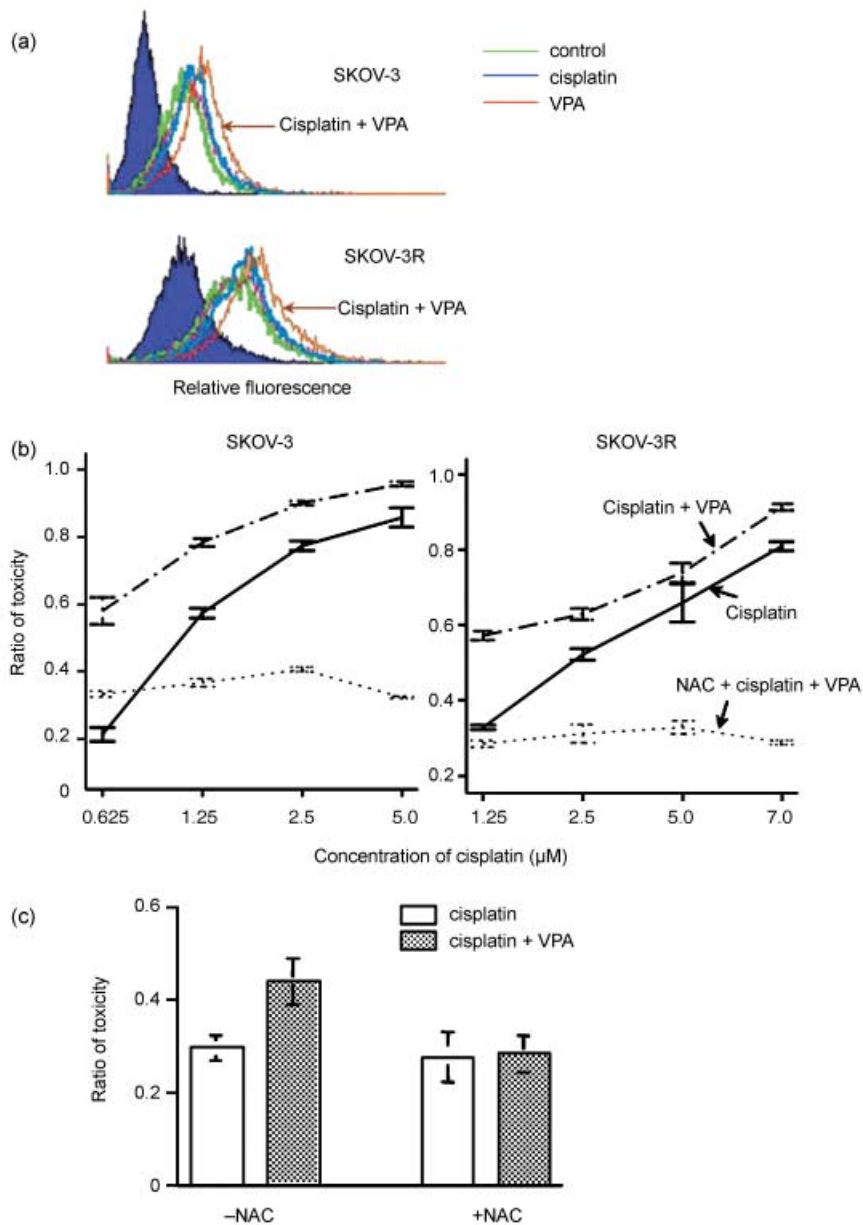 (a)
SKOV-3
control
cisplatin
VPA
Cisplatin + VPA
SKOV-3R
Cisplatin + VPA
Relative fluorescence
(b)
SKOV-3
SKOV-3R
Ratio of toxicity
1.0
0.8
0.6
0.4
0.2
0
0.625
1.25
2.5
5.0
1.0
0.8
0.6
0.4
0.2
1.25
2.5
5.0
7.0
Cisplatin + VPA
Cisplatin
NAC + cisplatin + VPA
Concentration of cisplatin (μM)
(c)
Ratio of toxicity
0.6
0.4
0.2
0
cisplatin
cisplatin + VPA
–NAC
+NAC